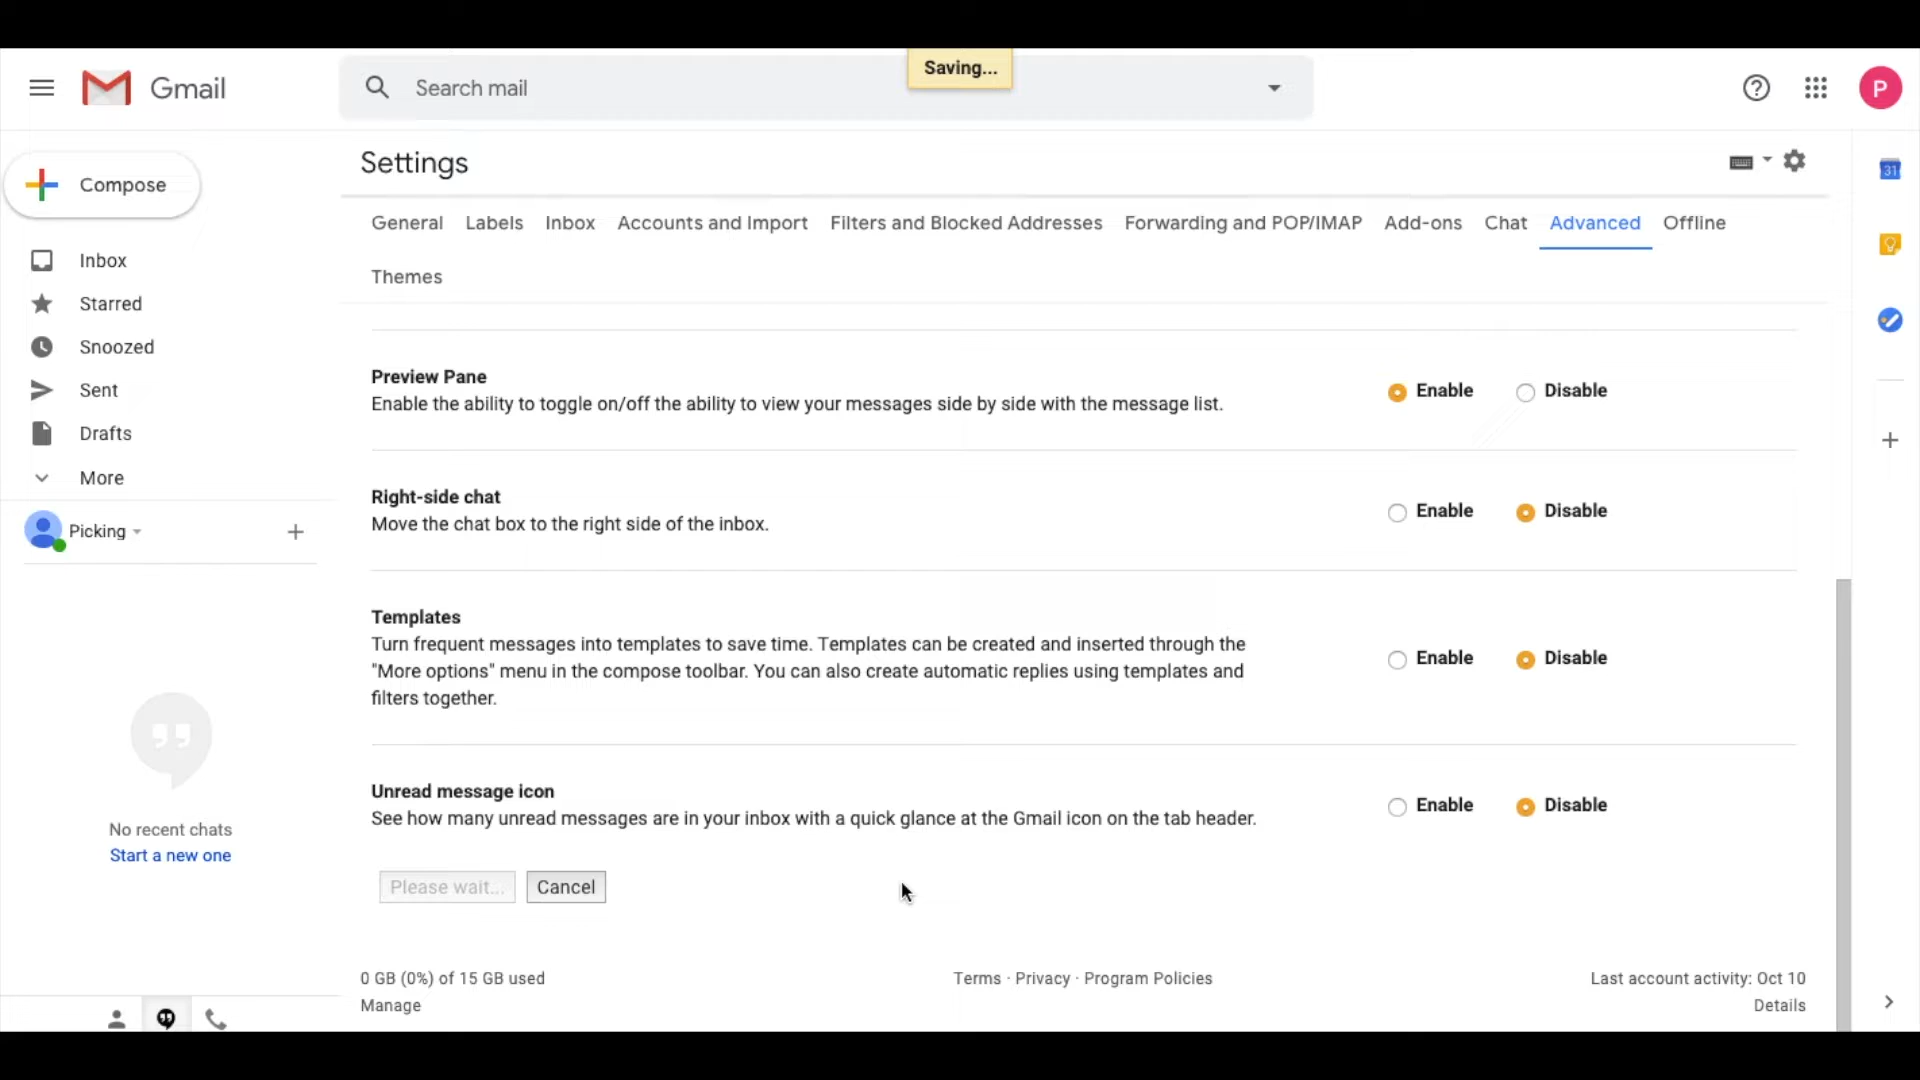 Saving...
Gmail
Search mail
P
Compose
Settings
31
General Labels Inbox Accounts and Import Filters and Blocked Addresses Forwarding and POP/IMAP Add-ons Chat Advanced Offline
Themes
Inbox
Starred
Snoozed
Sent
Drafts
More
Picking
No recent chats
Start a new one
Preview Pane
Enable the ability to toggle on/off the ability to view your messages side by side with the message list.
Enable Disable
Right-side chat
Move the chat box to the right side of the inbox.
Enable Disable
Templates
Turn frequent messages into templates to save time. Templates can be created and inserted through the
"More options" menu in the compose toolbar. You can also create automatic replies using templates and
filters together.
Enable Disable
Unread message icon
See how many unread messages are in your inbox with a quick glance at the Gmail icon on the tab header.
Enable Disable
Please wait... Cancel
0 GB (0%) of 15 GB used
Manage
Terms · Privacy · Program Policies
Last account activity: Oct 10
Details